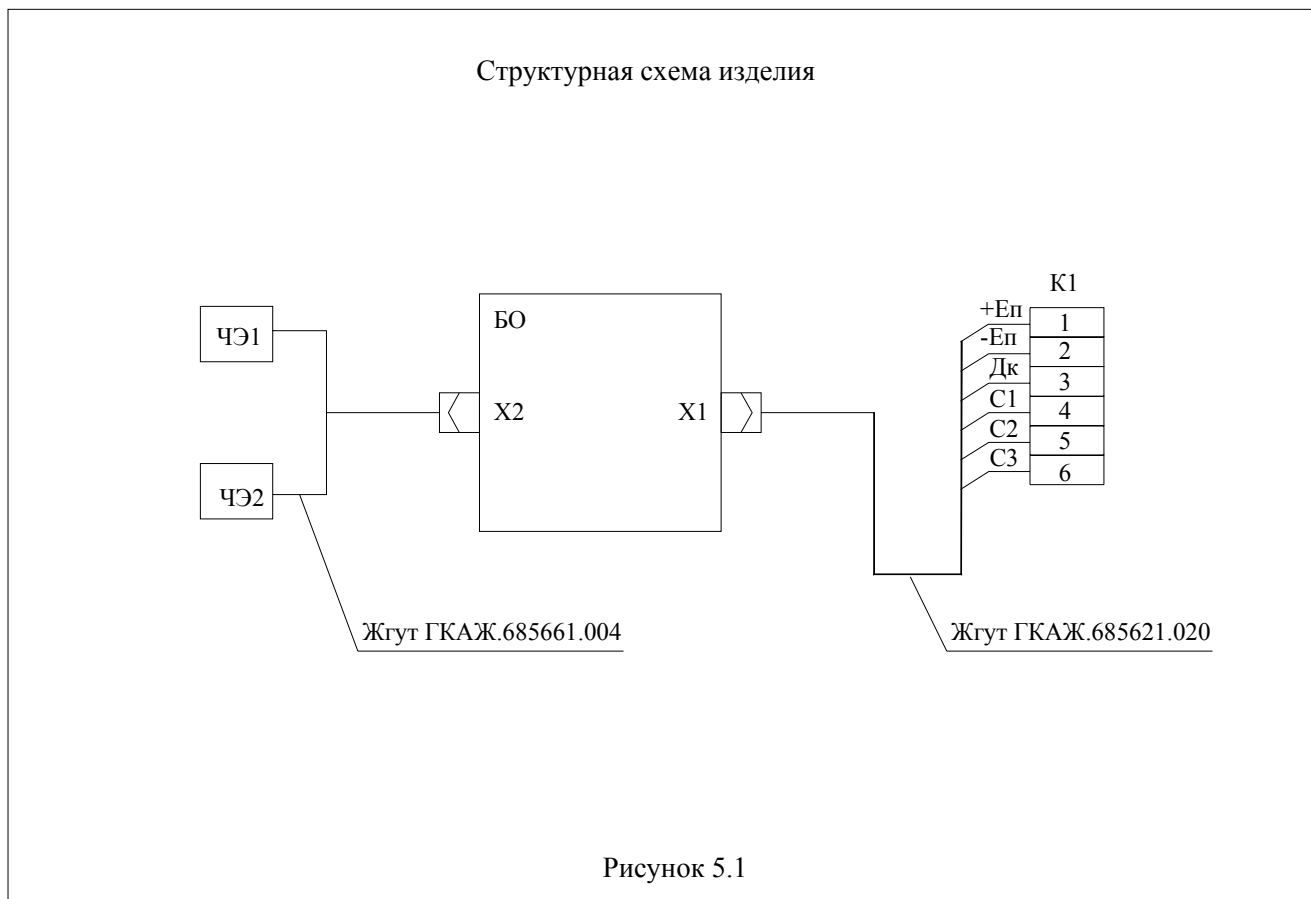 Структурная схема изделия
К1
+Еп
1
-Еп
2
Дк
3
С1
4
С2
5
С3
6
ЧЭ1
БО
Х2
Х1
ЧЭ2
Жгут ГКАЖ.685661.004
Жгут ГКАЖ.685621.020
Рисунок 5.1